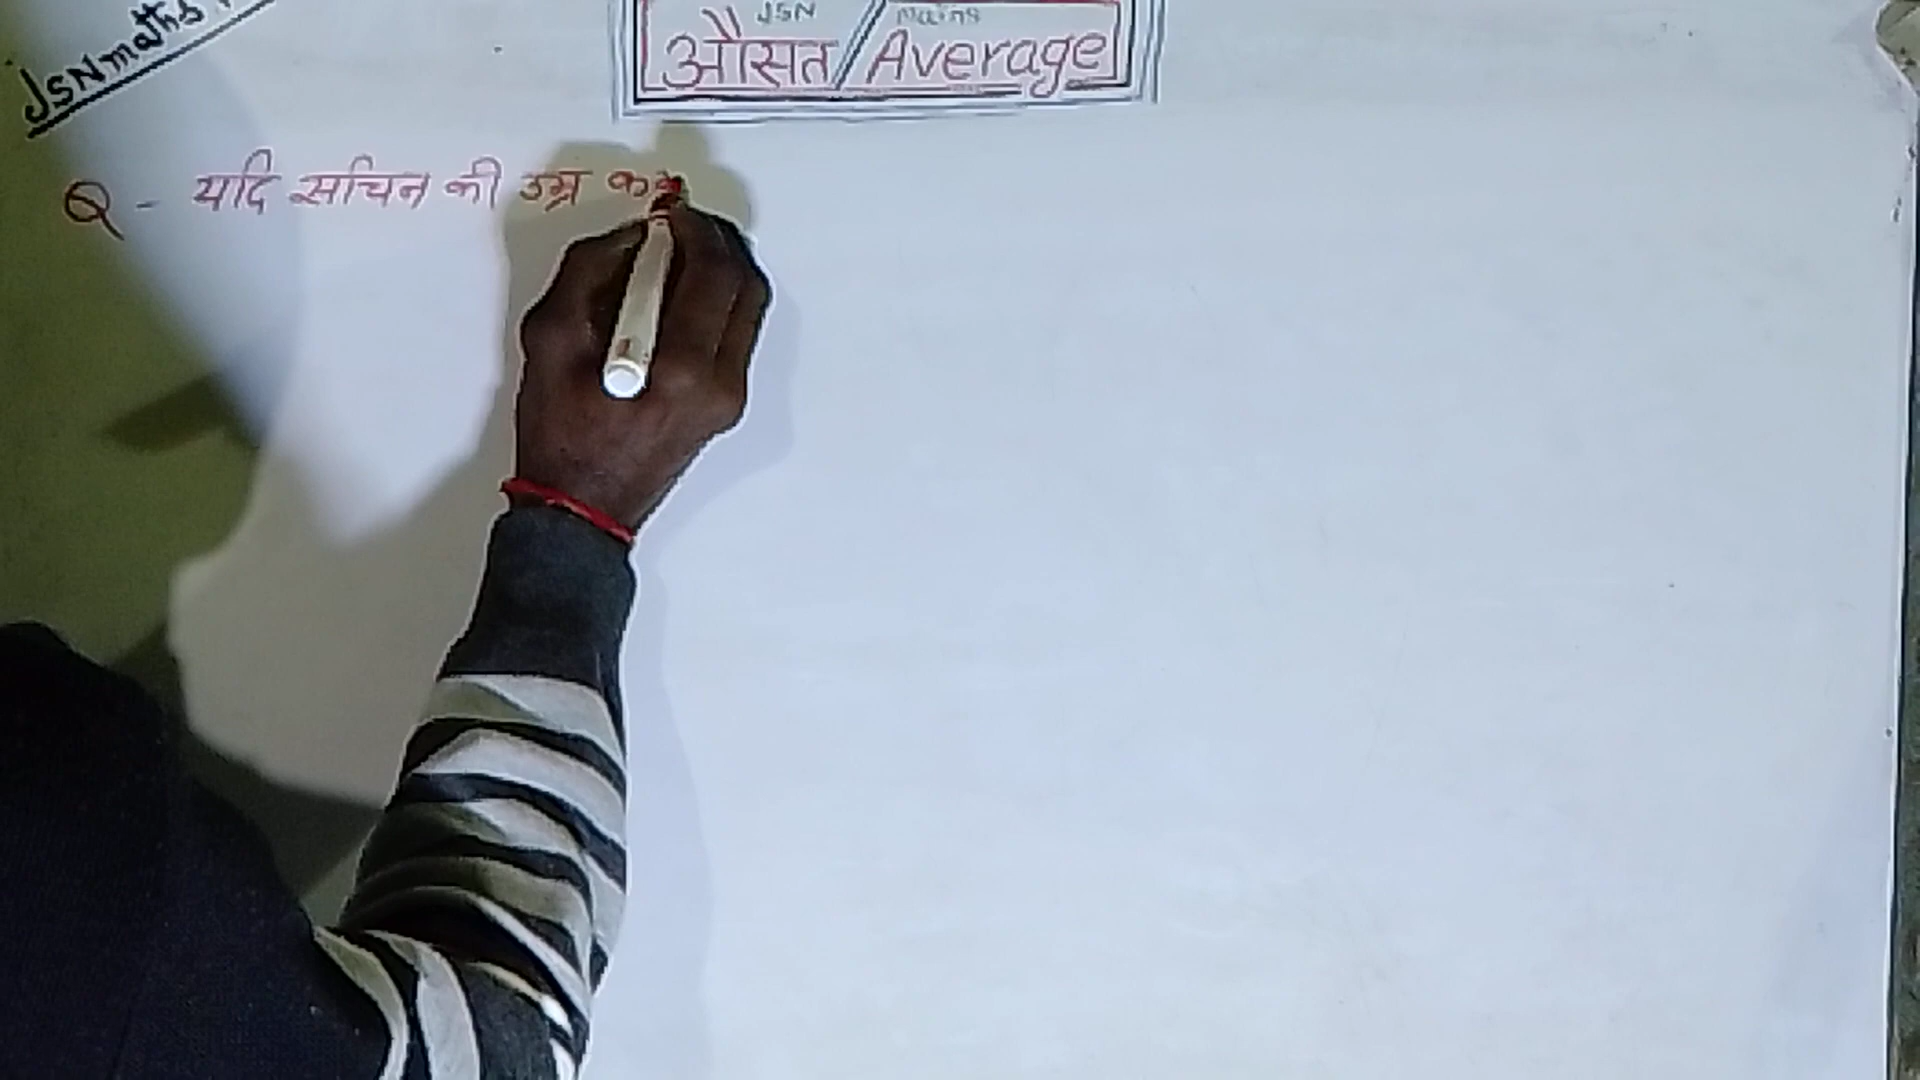 JSNmaths
JSN Maths
औसत/Average
Q- यदि सचिन की उम्र